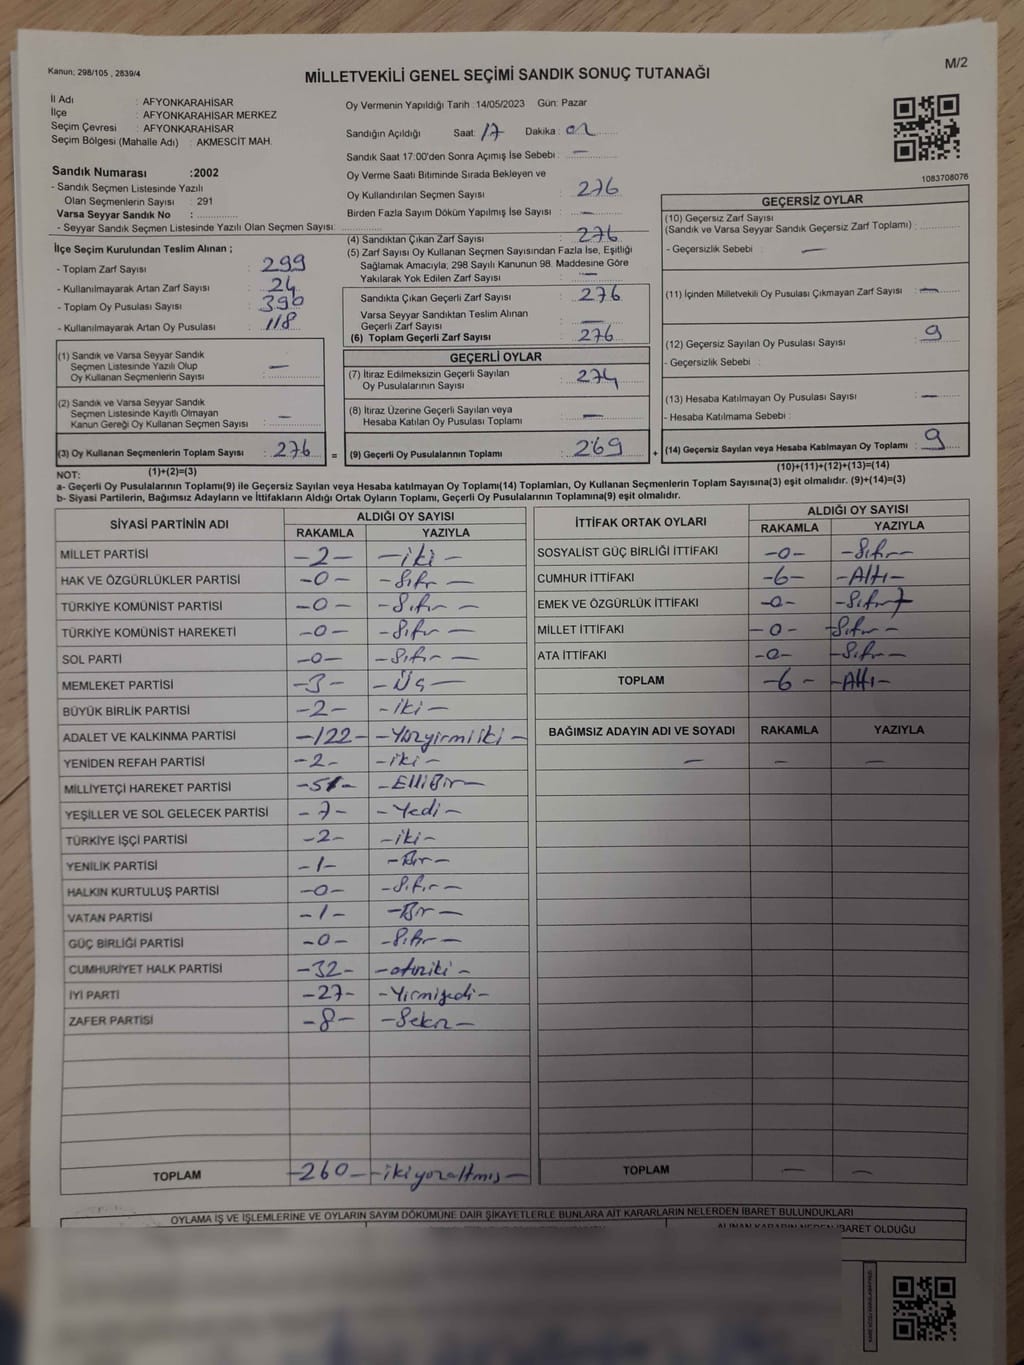 Kanun; 298/105 , 2839/4
MİLLETVEKİLİ GENEL SEÇİMİ SANDIK SONUÇ TUTANAĞI
M/2
İl Adı : AFYONKARAHİSAR
İlçe : AFYONKARAHİSAR MERKEZ
Seçim Çevresi : AFYONKARAHİSAR
Seçim Bölgesi (Mahalle Adı) : AKMESCİT MAH.
Oy Vermenin Yapıldığı Tarih : 14/05/2023 Gün: Pazar
Sandığın Açıldığı Saat: 17 Dakika :
Sandık Saat 17:00'den Sonra Açımış İse Sebebi : —
Oy Verme Saati Bitiminde Sırada Bekleyen ve
Oy Kullandırılan Seçmen Sayısı 276
Birden Fazla Sayım Döküm Yapılmış İse Sayısı : —
1083708076
Sandık Numarası :2002
- Sandık Seçmen Listesinde Yazılı
Olan Seçmenlerin Sayısı : 291
Varsa Seyyar Sandık No :
- Seyyar Sandık Seçmen Listesinde Yazılı Olan Seçmen Sayısı
İlçe Seçim Kurulundan Teslim Alınan ;
- Toplam Zarf Sayısı : 299
- Kullanılmayarak Artan Zarf Sayısı : 24
- Toplam Oy Pusulası Sayısı : 396
- Kullanılmayarak Artan Oy Pusulası : 118
(1) Sandık ve Varsa Seyyar Sandık
Seçmen Listesinde Yazılı Olup
Oy Kullanan Seçmenlerin Sayısı : —
(2) Sandık ve Varsa Seyyar Sandık
Seçmen Listesinde Kayıtlı Olmayan
Kanun Gereği Oy Kullanan Seçmen Sayısı : —
(3) Oy Kullanan Seçmenlerin Toplam Sayısı : 276 =
(1)+(2)=(3)
(4) Sandıktan Çıkan Zarf Sayısı : 276
(5) Zarf Sayısı Oy Kullanan Seçmen Sayısından Fazla İse, Eşitliği
Sağlamak Amacıyla, 298 Sayılı Kanunun 98. Maddesine Göre
Yakılarak Yok Edilen Zarf Sayısı : —
Sandıkta Çıkan Geçerli Zarf Sayısı : 276
Varsa Seyyar Sandıktan Teslim Alınan
Geçerli Zarf Sayısı : —
(6) Toplam Geçerli Zarf Sayısı : 276
GEÇERLİ OYLAR
(7) İtiraz Edilmeksizin Geçerli Sayılan
Oy Pusulalarının Sayısı : 274
(8) İtiraz Üzerine Geçerli Sayılan veya
Hesaba Katılan Oy Pusulası Toplamı : —
(9) Geçerli Oy Pusulalarının Toplamı : 269 +
GEÇERSİZ OYLAR
(10) Geçersiz Zarf Sayısı
(Sandık ve Varsa Seyyar Sandık Geçersiz Zarf Toplamı) :
- Geçersizlik Sebebi : —
(11) İçinden Milletvekili Oy Pusulası Çıkmayan Zarf Sayısı : —
(12) Geçersiz Sayılan Oy Pusulası Sayısı : 9
- Geçersizlik Sebebi :
(13) Hesaba Katılmayan Oy Pusulası Sayısı : —
- Hesaba Katılmama Sebebi :
(14) Geçersiz Sayılan veya Hesaba Katılmayan Oy Toplamı : 9
(10)+(11)+(12)+(13)=(14)
NOT:
a- Geçerli Oy Pusulalarının Toplamı(9) ile Geçersiz Sayılan veya Hesaba katılmayan Oy Toplamı(14) Toplamları, Oy Kullanan Seçmenlerin Toplam Sayısına(3) eşit olmalıdır. (9)+(14)=(3)
b- Siyasi Partilerin, Bağımsız Adayların ve İttifakların Aldığı Ortak Oyların Toplamı, Geçerli Oy Pusulalarının Toplamına(9) eşit olmalıdır.
SİYASİ PARTİNİN ADI ALDIĞI OY SAYISI
RAKAMLA YAZIYLA
MİLLET PARTİSİ -2- -iki-
HAK VE ÖZGÜRLÜKLER PARTİSİ -0- -Sıfır-
TÜRKİYE KOMÜNİST PARTİSİ -0- -Sıfır-
TÜRKİYE KOMÜNİST HAREKETİ -0- -Sıfır-
SOL PARTİ -0- -Sıfır-
MEMLEKET PARTİSİ -3- -Üç-
BÜYÜK BİRLİK PARTİSİ -2- -iki-
ADALET VE KALKINMA PARTİSİ -122- -Yüzyirmiiki-
YENİDEN REFAH PARTİSİ -2- -iki-
MİLLİYETÇİ HAREKET PARTİSİ -51- -ElliBir-
YEŞİLLER VE SOL GELECEK PARTİSİ -7- -Yedi-
TÜRKİYE İŞÇİ PARTİSİ -2- -iki-
YENİLİK PARTİSİ -1- -Bir-
HALKIN KURTULUŞ PARTİSİ -0- -Sıfır-
VATAN PARTİSİ -1- -Bir-
GÜÇ BİRLİĞİ PARTİSİ -0- -Sıfır-
CUMHURİYET HALK PARTİSİ -32- -otuziki-
İYİ PARTİ -27- -Yirmiyedi-
ZAFER PARTİSİ -8- -Sekiz-
TOPLAM -260- -ikiyüzaltmış-
İTTİFAK ORTAK OYLARI ALDIĞI OY SAYISI
RAKAMLA YAZIYLA
SOSYALİST GÜÇ BİRLİĞİ İTTİFAKI -0- -Sıfır-
CUMHUR İTTİFAKI -6- -Altı-
EMEK VE ÖZGÜRLÜK İTTİFAKI -0- -Sıfır-
MİLLET İTTİFAKI -0- -Sıfır-
ATA İTTİFAKI -0- -Sıfır-
TOPLAM -6- -Altı-
BAĞIMSIZ ADAYIN ADI VE SOYADI RAKAMLA YAZIYLA
— — —
TOPLAM — —
OYLAMA İŞ VE İŞLEMLERİNE VE OYLARIN SAYIM DÖKÜMÜNE DAİR ŞİKAYETLERLE BUNLARA AİT KARARLARIN NELERDEN İBARET BULUNDUKLARI
ALINAN KARARIN NEDEN İBARET OLDUĞU